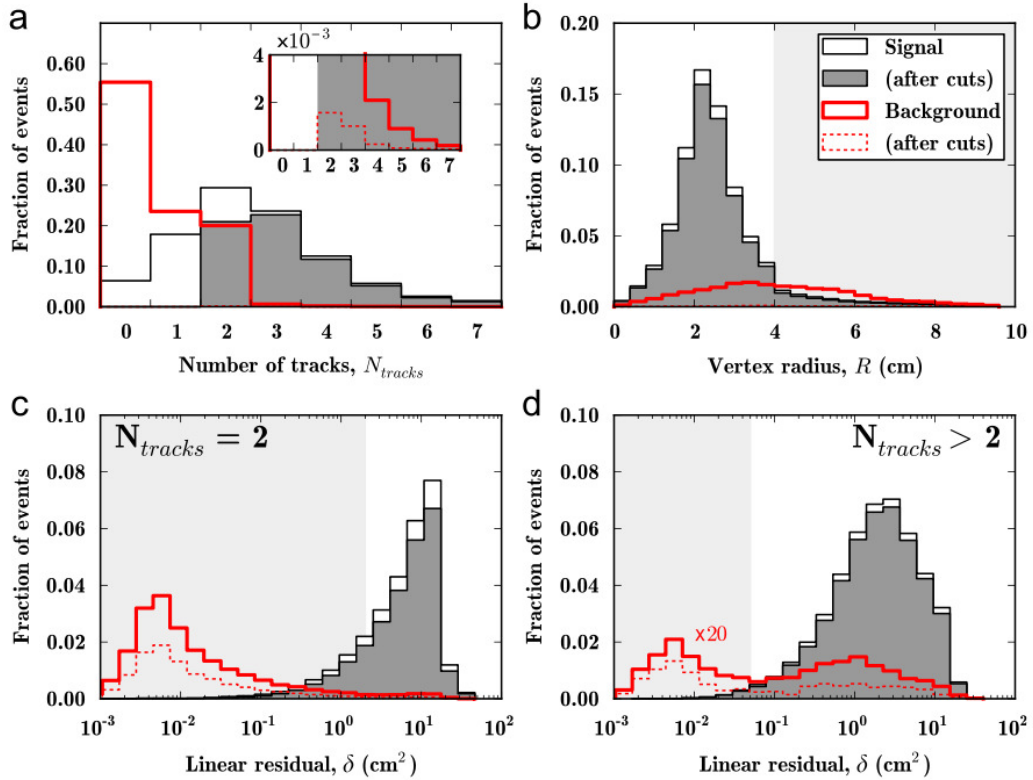 a
×10⁻³
4
2
0
0 1 2 3 4 5 6 7
Fraction of events
0.60
0.50
0.40
0.30
0.20
0.10
0.00
0 1 2 3 4 5 6 7
Number of tracks, N_tracks
b
Signal
(after cuts)
Background
(after cuts)
Fraction of events
0.20
0.15
0.10
0.05
0.00
0 2 4 6 8 10
Vertex radius, R (cm)
c
N_tracks = 2
Fraction of events
0.10
0.08
0.06
0.04
0.02
0.00
10⁻³ 10⁻² 10⁻¹ 10⁰ 10¹ 10²
Linear residual, δ (cm²)
d
N_tracks > 2
×20
Fraction of events
0.10
0.08
0.06
0.04
0.02
0.00
10⁻³ 10⁻² 10⁻¹ 10⁰ 10¹ 10²
Linear residual, δ (cm²)